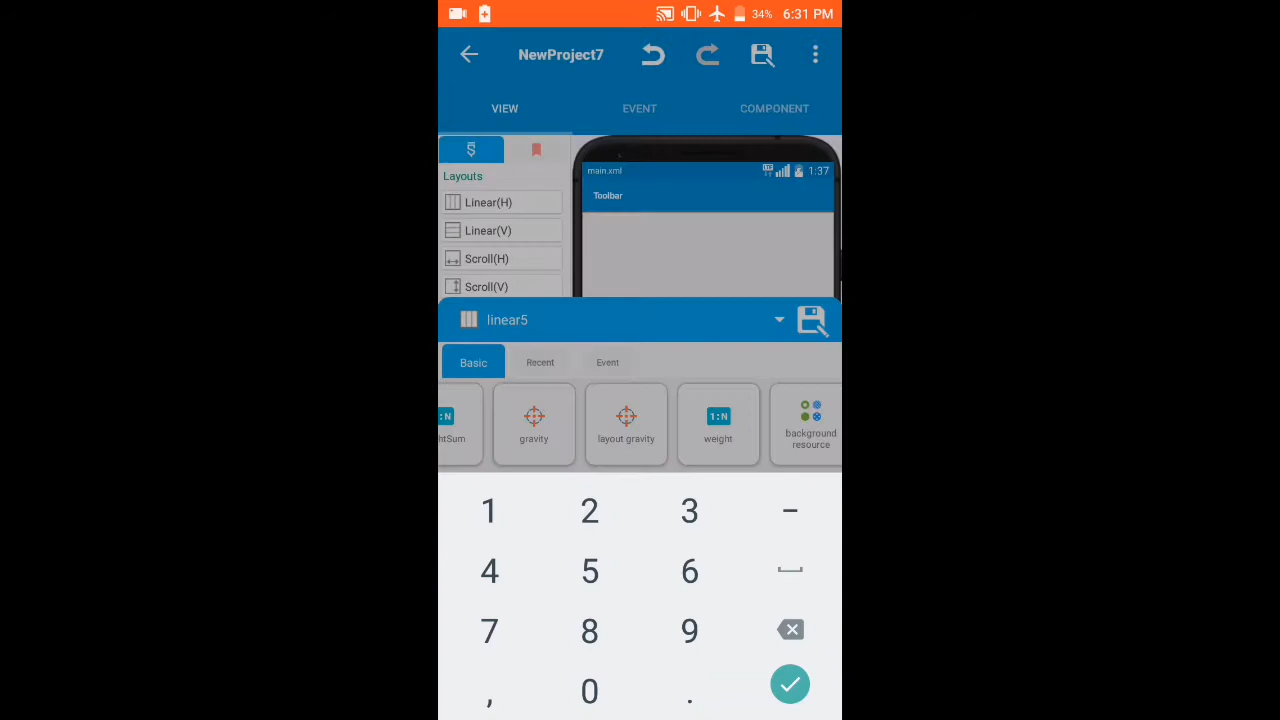 34% 6:31 PM
NewProject7
VIEW EVENT COMPONENT
main.xml 1:37
Layouts
Toolbar
Linear(H)
Linear(V)
Scroll(H)
Scroll(V)
linear5
Basic Recent Event
1:N
:N
htSum gravity layout gravity weight background
resource
1 2 3 -
4 5 6
7 8 9
, 0 .